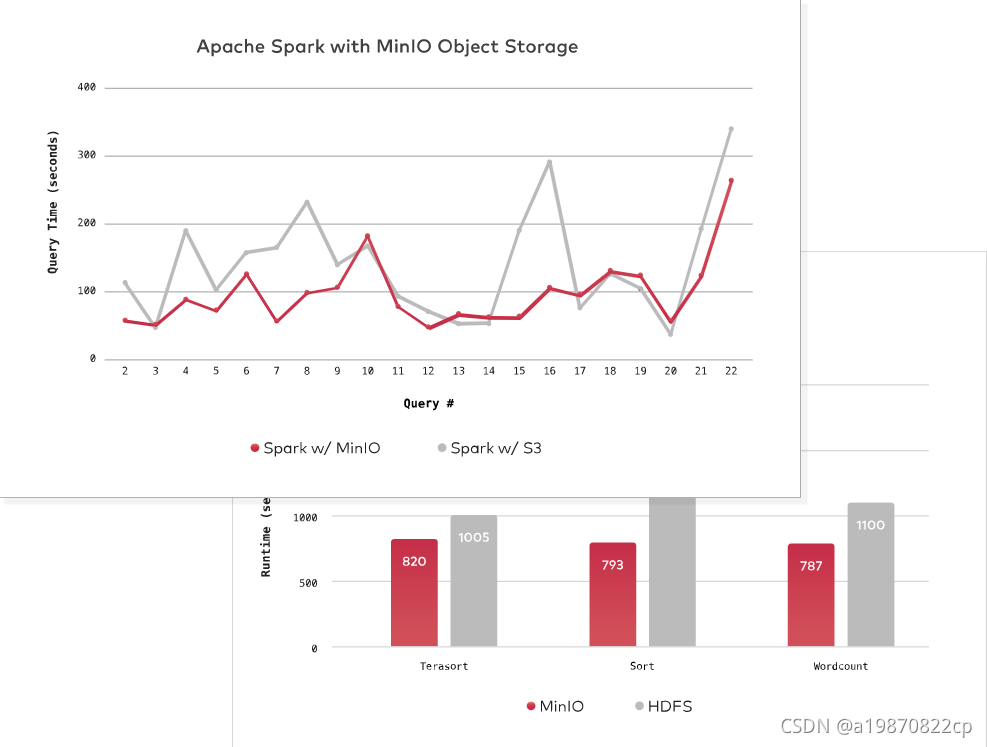 Apache Spark with MinIO Object Storage
400
300
200
100
0
Query Time (seconds)
2 3 4 5 6 7 8 9 10 11 12 13 14 15 16 17 18 19 20 21 22
Query #
Spark w/ MinIO Spark w/ S3
1000
500
0
Runtime (se
820 1005 793 787 1100
Terasort Sort Wordcount
MinIO HDFS
CSDN @a19870822cp